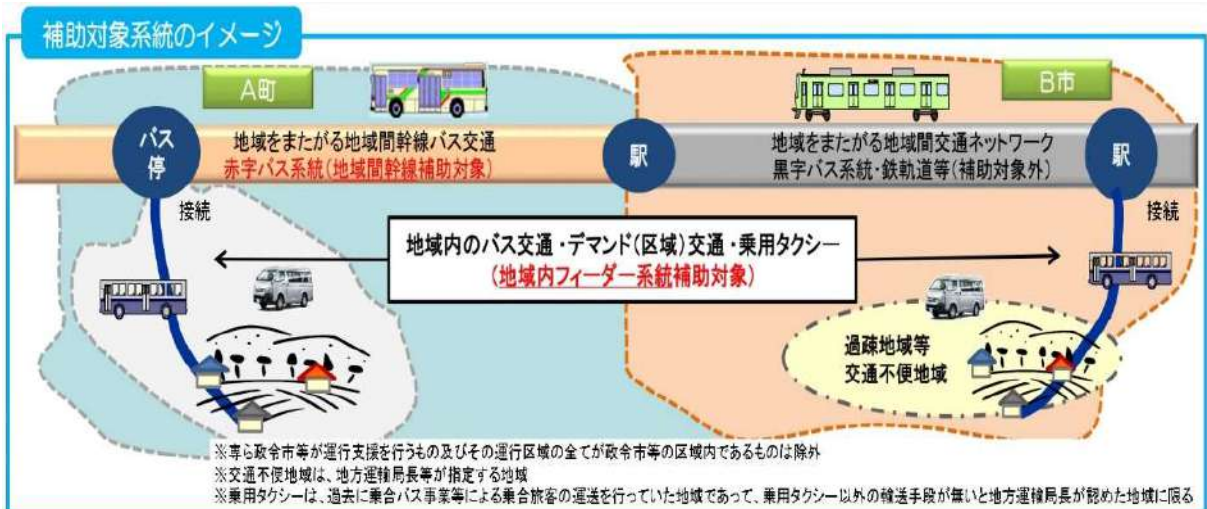 補助対象系統のイメージ
A町
B市
バス停
地域をまたがる地域間幹線バス交通
赤字バス系統(地域間幹線補助対象)
駅
地域をまたがる地域間交通ネットワーク
黒字バス系統・鉄軌道等(補助対象外)
駅
接続
接続
地域内のバス交通・デマンド(区域)交通・乗用タクシー
(地域内フィーダー系統補助対象)
過疎地域等
交通不便地域
※専ら政令市等が運行支援を行うもの及びその運行区域の全てが政令市等の区域内であるものは除外
※交通不便地域は、地方運輸局長等が指定する地域
※乗用タクシーは、過去に乗合バス事業等による乗合旅客の運送を行っていた地域であって、乗用タクシー以外の輸送手段が無いと地方運輸局長が認めた地域に限る